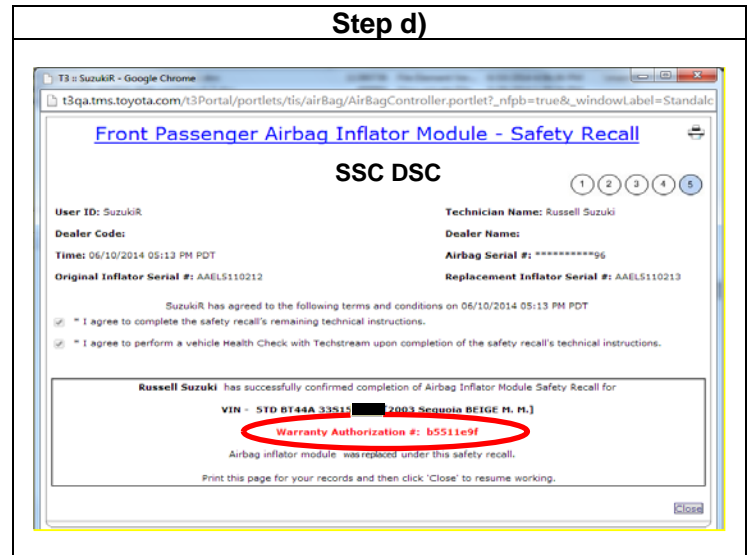 Step d)
T3 :: SuzukiR - Google Chrome
t3qa.tms.toyota.com/t3Portal/portlets/tis/airBag/AirBagController.portlet?_nfpb=true&_windowLabel=Standalc
Front Passenger Airbag Inflator Module - Safety Recall
SSC DSC
1 2 3 4 5
User ID: SuzukiR Technician Name: Russell Suzuki
Dealer Code: Dealer Name:
Time: 06/10/2014 05:13 PM PDT Airbag Serial #: **********96
Original Inflator Serial #: AAEL5110212 Replacement Inflator Serial #: AAEL5110213
SuzukiR has agreed to the following terms and conditions on 06/10/2014 05:13 PM PDT
* I agree to complete the safety recall's remaining technical instructions.
* I agree to perform a vehicle Health Check with Techstream upon completion of the safety recall's technical instructions.
Russell Suzuki has successfully confirmed completion of Airbag Inflator Module Safety Recall for
VIN - 5TD BT44A 33S15 [2003 Sequoia BEIGE M. M.]
Warranty Authorization #: b5511e9f
Airbag inflator module was replaced under this safety recall.
Print this page for your records and then click 'Close' to resume working.
Close